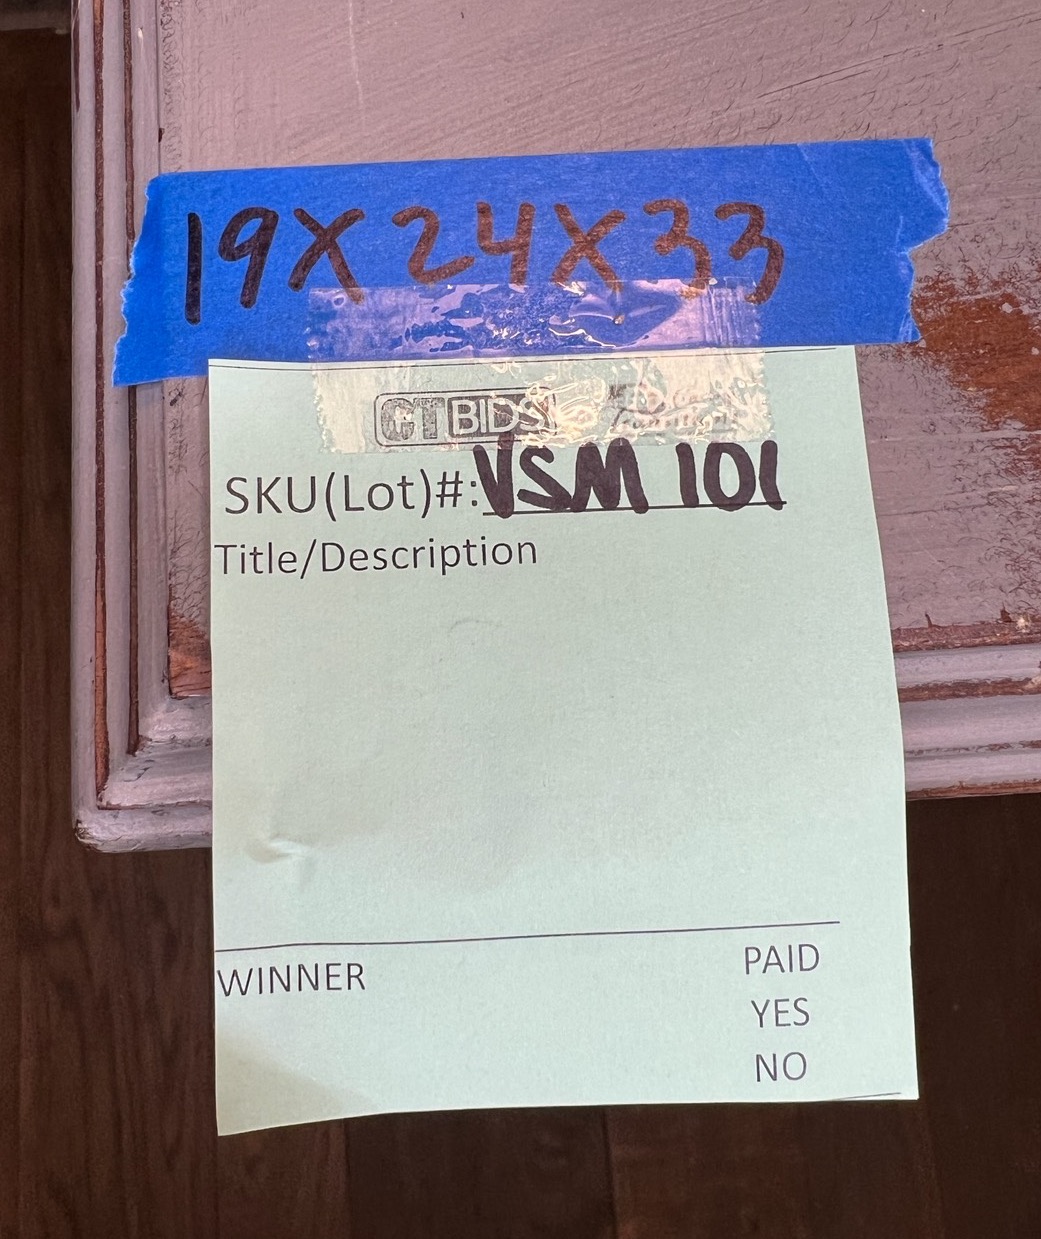 19X24X33
CTBIDS
SKU(Lot)#: VSM 101
Title/Description
WINNER
PAID
YES
NO